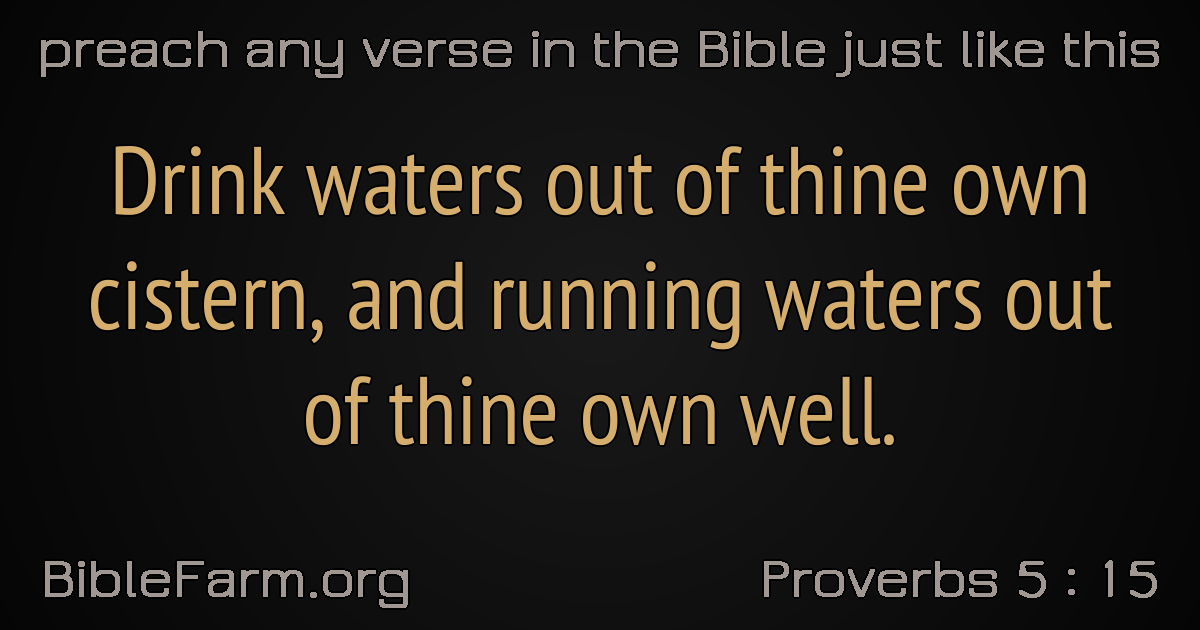 preach any verse in the Bible just like this
Drink waters out of thine own
cistern, and running waters out
of thine own well.
BibleFarm.org
Proverbs 5 : 15